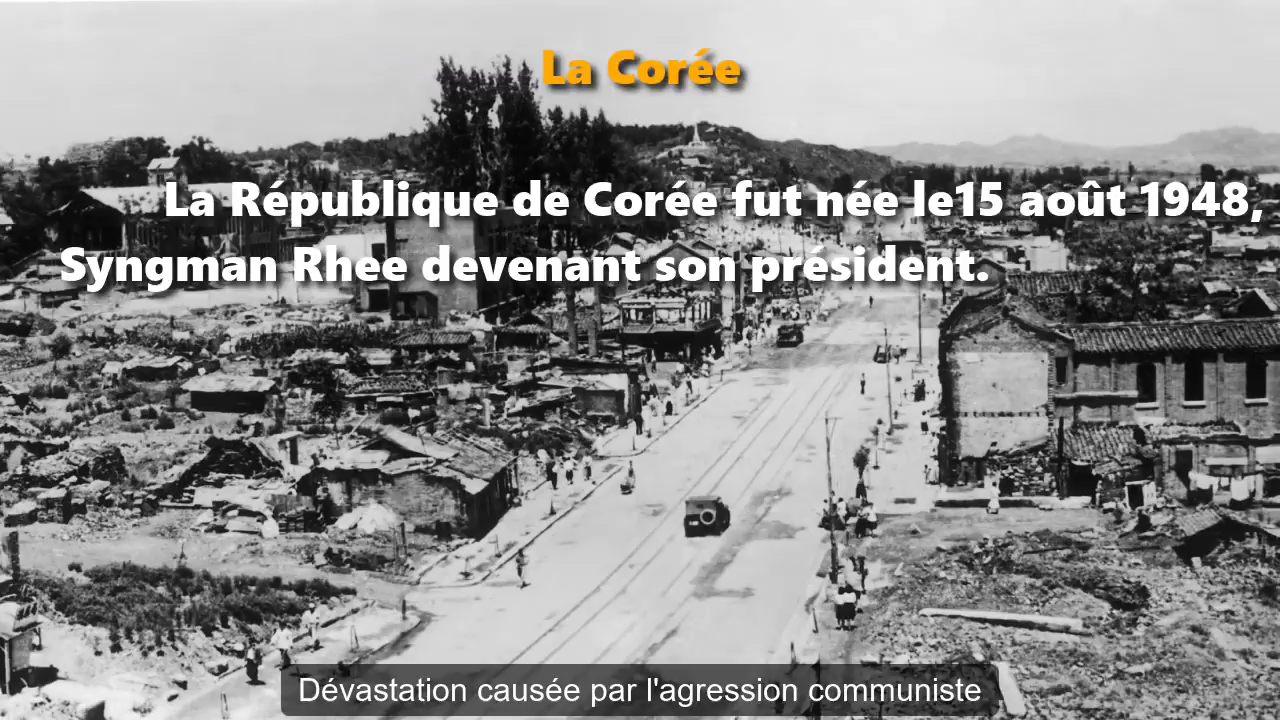 La Corée
La République de Corée fut née le15 août 1948,
Syngman Rhee devenant son président.
Dévastation causée par l'agression communiste